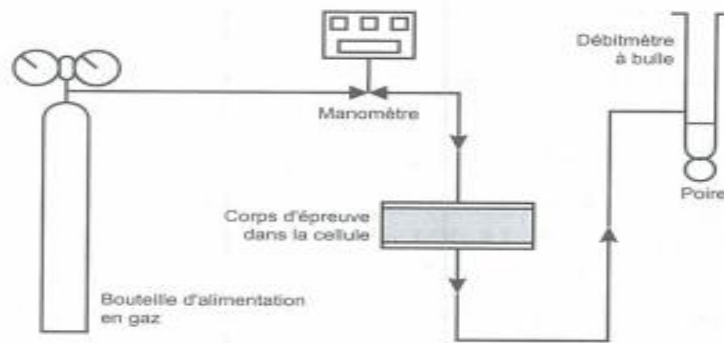 Débitmètre
à bulle
Manomètre
Poire
Corps d'épreuve
dans la cellule
Bouteille d'alimentation
en gaz